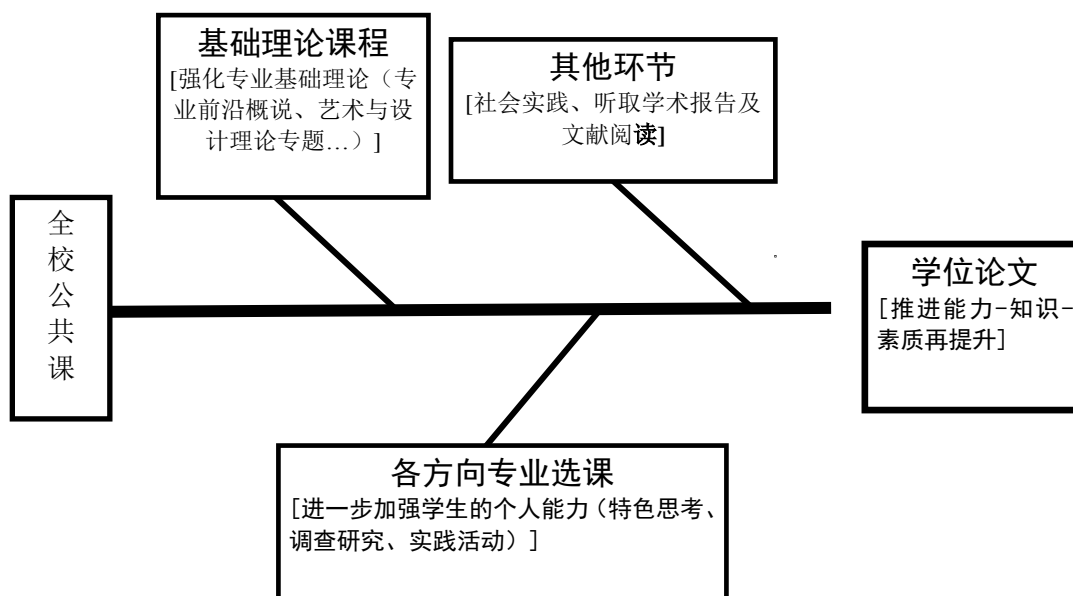 基础理论课程
[强化专业基础理论（专
业前沿概说、艺术与设
计理论专题…）]
其他环节
[社会实践、听取学术报告及
文献阅读]
全
校
公
共
课
学位论文
[推进能力-知识-
素质再提升]
各方向专业选课
[进一步加强学生的个人能力（特色思考、
调查研究、实践活动）]